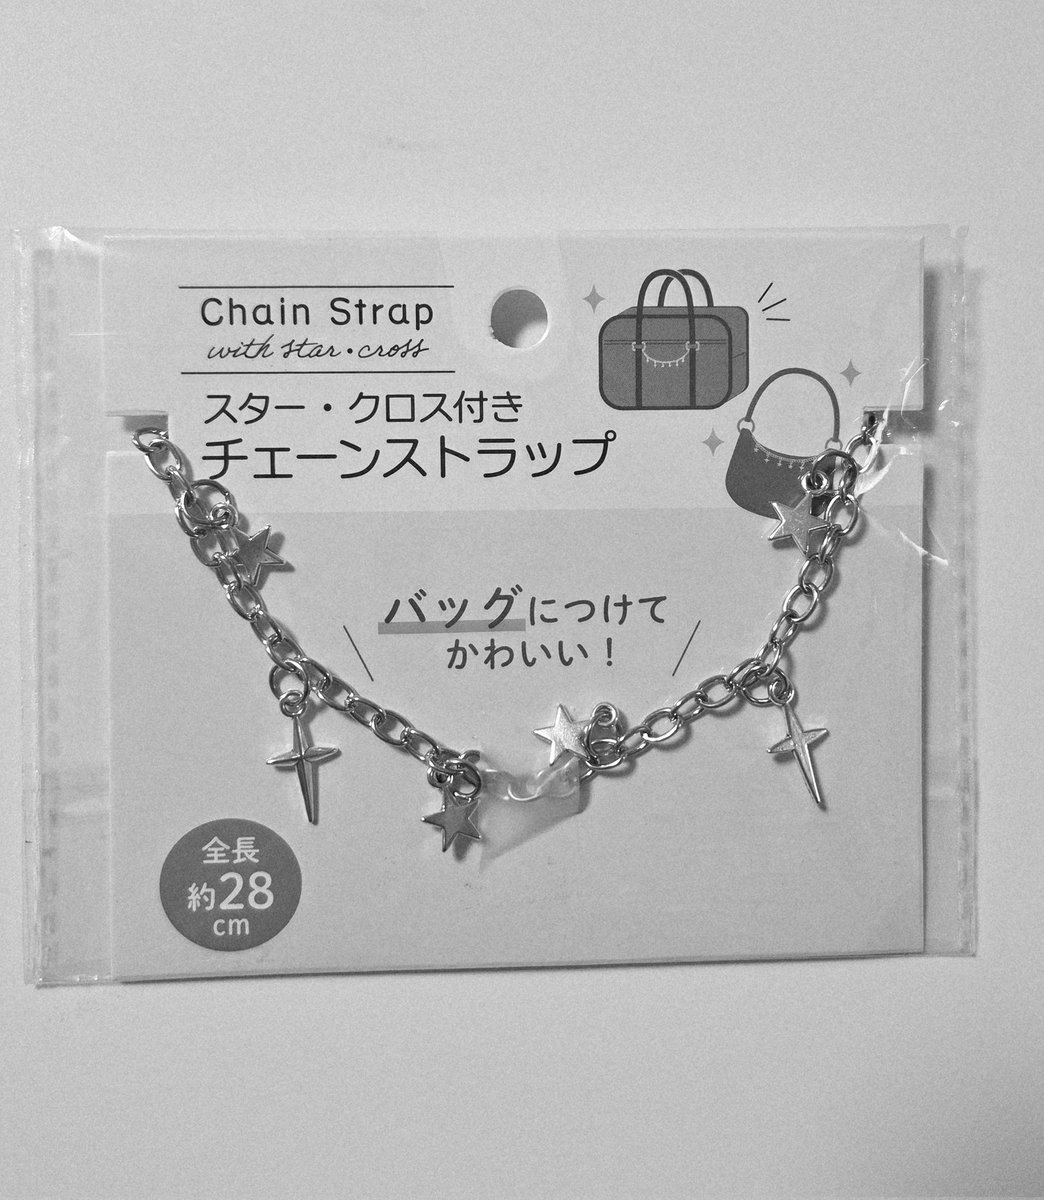 Chain Strap
with star・cross
スター・クロス付き
チェーンストラップ
バッグにつけて
かわいい！
全長
約28
cm